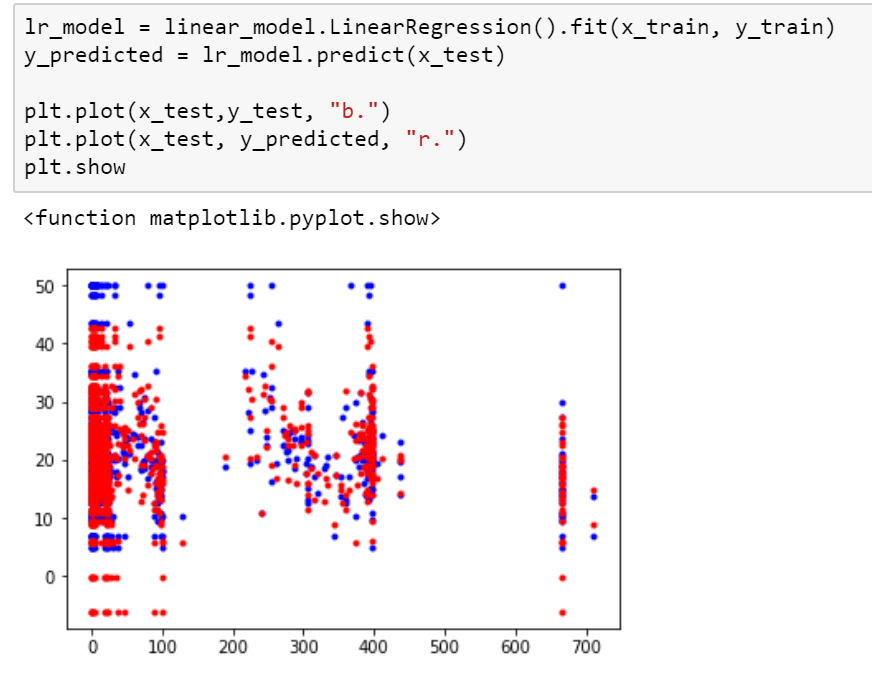 lr_model = linear_model.LinearRegression().fit(x_train, y_train)
y_predicted = lr_model.predict(x_test)
plt.plot(x_test,y_test, "b.")
plt.plot(x_test, y_predicted, "r.")
plt.show
<function matplotlib.pyplot.show>
50
40
30
20
10
0
0 100 200 300 400 500 600 700